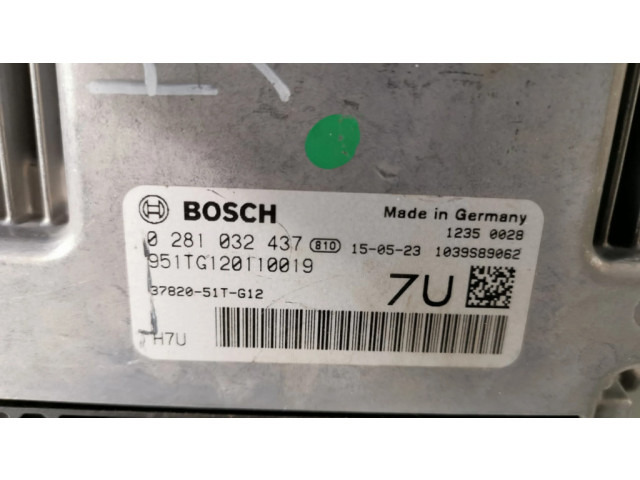 BOSCH Made in Germany
1235 0028
0 281 032 437 810 15-05-23 1039S89062
951TG120110019
37820-51T-G12 7U
H7U